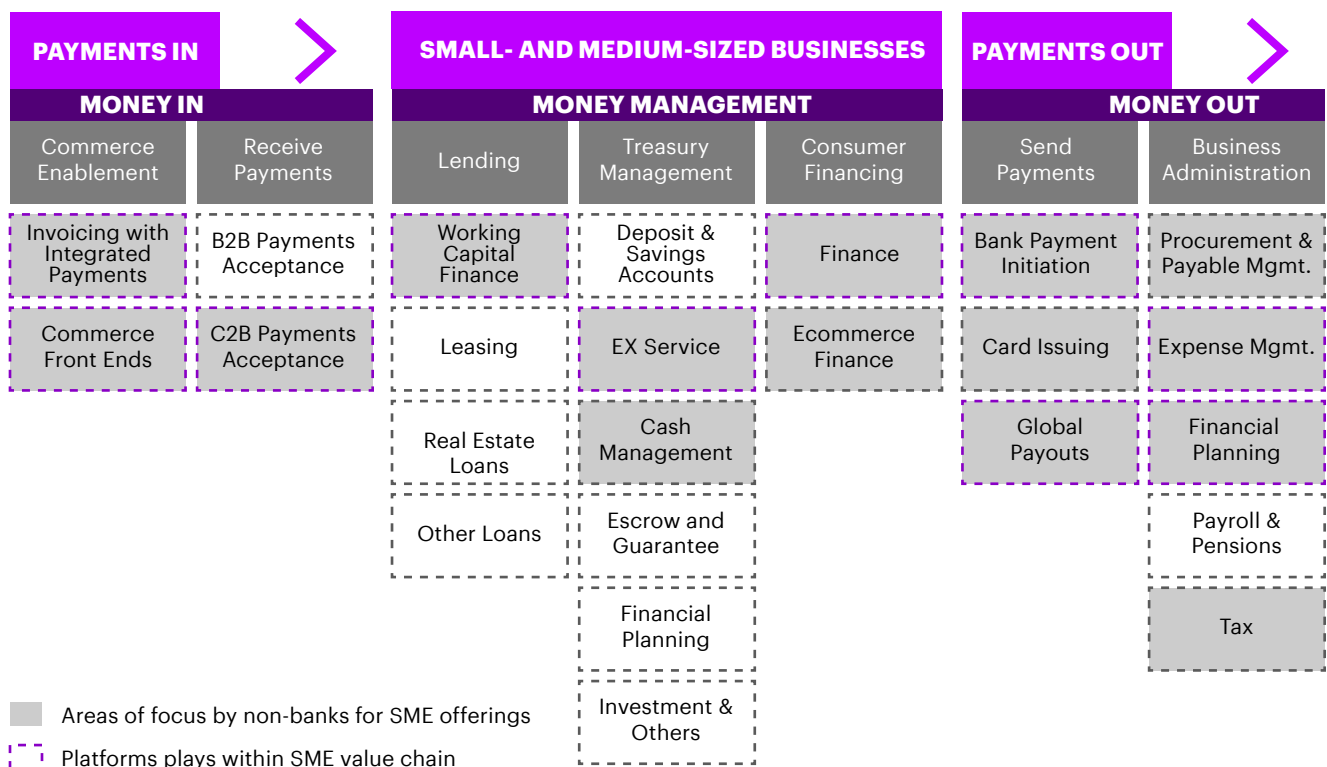 PAYMENTS IN
SMALL- AND MEDIUM-SIZED BUSINESSES
PAYMENTS OUT
MONEY IN
MONEY MANAGEMENT
MONEY OUT
Commerce
Enablement
Receive
Payments
Lending
Treasury
Management
Consumer
Financing
Send
Payments
Business
Administration
Invoicing with
Integrated
Payments
B2B Payments
Acceptance
Working
Capital
Finance
Deposit &
Savings
Accounts
Finance
Bank Payment
Initiation
Procurement &
Payable Mgmt.
Commerce
Front Ends
C2B Payments
Acceptance
Leasing
EX Service
Ecommerce
Finance
Card Issuing
Expense Mgmt.
Real Estate
Loans
Cash
Management
Global
Payouts
Financial
Planning
Other Loans
Escrow and
Guarantee
Payroll &
Pensions
Financial
Planning
Tax
Investment &
Others
Areas of focus by non-banks for SME offerings
Platforms plays within SME value chain